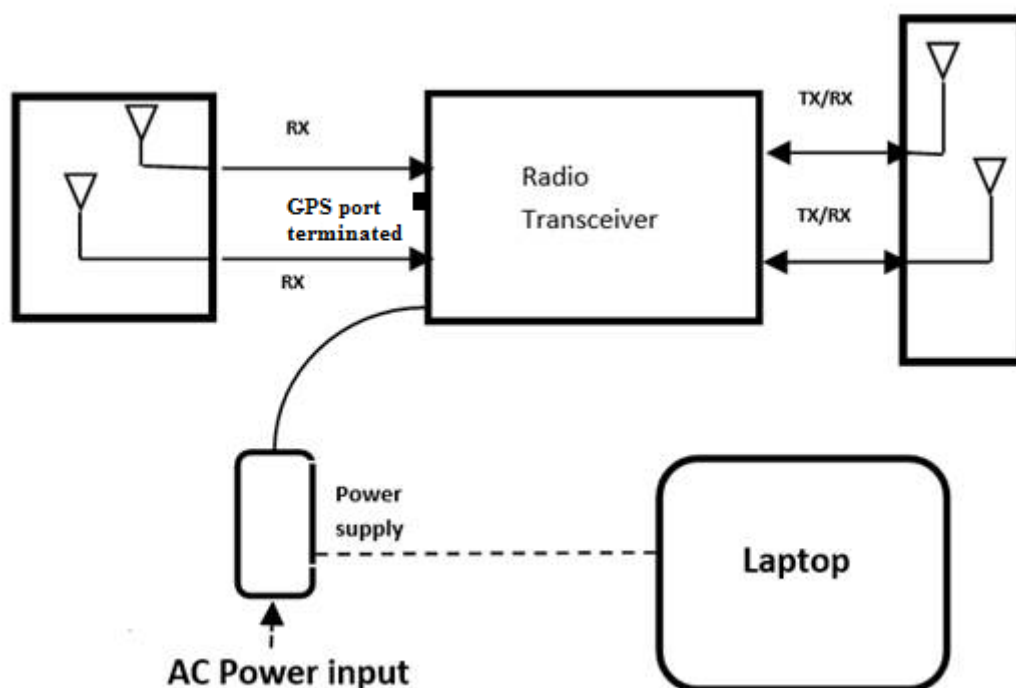 TX/RX
RX
Radio
Transceiver
GPS port
terminated
TX/RX
RX
Power
supply
Laptop
AC Power input